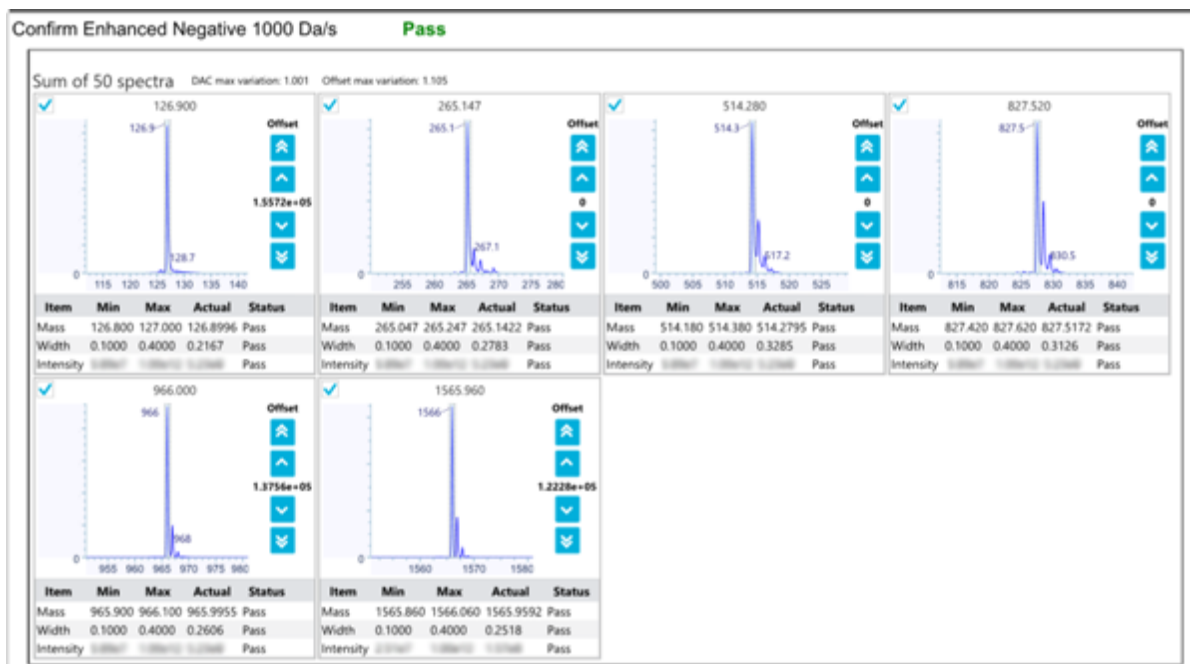 Confirm Enhanced Negative 1000 Da/s Pass
Sum of 50 spectra DAC max variation: 1.001 Offset max variation: 1.105
126.900
126.9
128.7
0
115 120 125 130 135 140
Offset
1.5572e+05
Item Min Max Actual Status
Mass 126.800 127.000 126.8996 Pass
Width 0.1000 0.4000 0.2167 Pass
Intensity Pass
265.147
265.1
267.1
0
255 260 265 270 275 280
Offset
0
Item Min Max Actual Status
Mass 265.047 265.247 265.1422 Pass
Width 0.1000 0.4000 0.2783 Pass
Intensity Pass
514.280
514.3
517.2
0
500 505 510 515 520 525
Offset
0
Item Min Max Actual Status
Mass 514.180 514.380 514.2795 Pass
Width 0.1000 0.4000 0.3285 Pass
Intensity Pass
827.520
827.5
830.5
0
815 820 825 830 835 840
Offset
0
Item Min Max Actual Status
Mass 827.420 827.620 827.5172 Pass
Width 0.1000 0.4000 0.3126 Pass
Intensity Pass
966.000
966
968
0
955 960 965 970 975 980
Offset
1.3756e+05
Item Min Max Actual Status
Mass 965.900 966.100 965.9955 Pass
Width 0.1000 0.4000 0.2606 Pass
Intensity Pass
1565.960
1566
0
1560 1570 1580
Offset
1.2228e+05
Item Min Max Actual Status
Mass 1565.860 1566.060 1565.9592 Pass
Width 0.1000 0.4000 0.2518 Pass
Intensity Pass